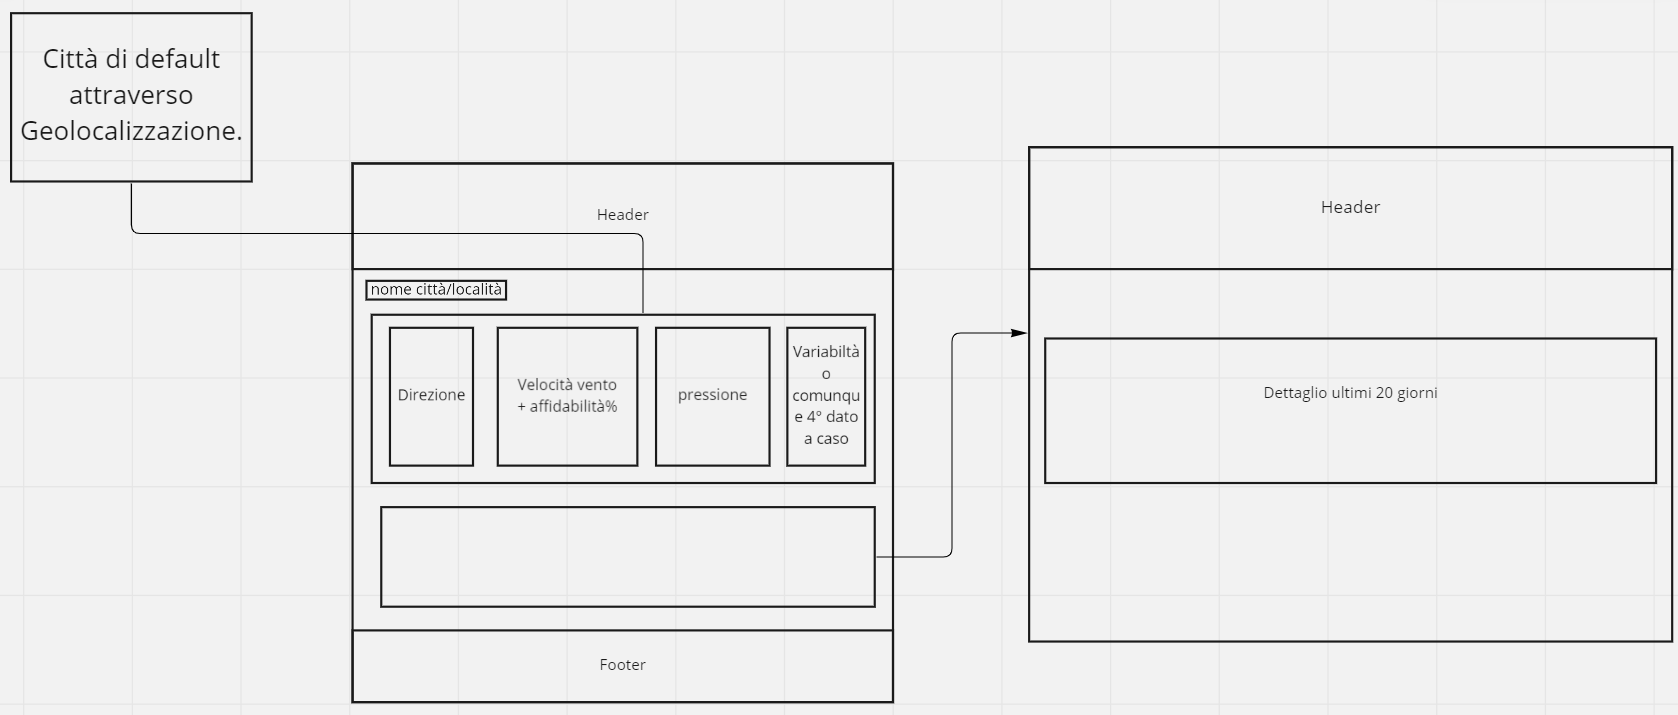 Città di default
attraverso
Geolocalizzazione.
Header
nome città/località
Direzione
Velocità vento
+ affidabilità%
pressione
Variabiltà
o
comunqu
e 4° dato
a caso
Footer
Header
Dettaglio ultimi 20 giorni